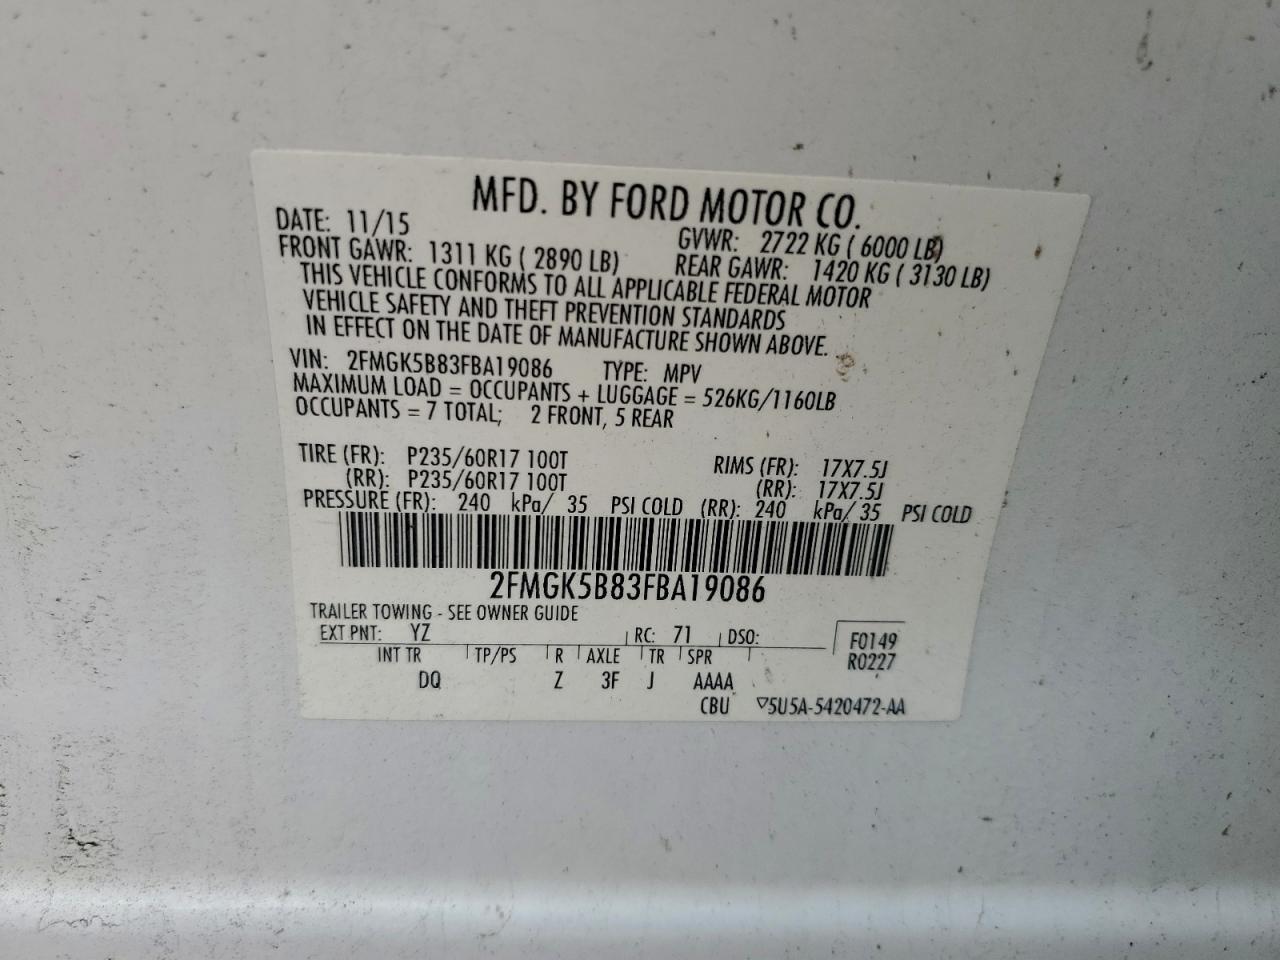 MFD. BY FORD MOTOR CO.
DATE: 11/15 GVWR: 2722 KG ( 6000 LB)
FRONT GAWR: 1311 KG ( 2890 LB) REAR GAWR: 1420 KG ( 3130 LB)
THIS VEHICLE CONFORMS TO ALL APPLICABLE FEDERAL MOTOR
VEHICLE SAFETY AND THEFT PREVENTION STANDARDS
IN EFFECT ON THE DATE OF MANUFACTURE SHOWN ABOVE.
VIN: 2FMGK5B83FBA19086 TYPE: MPV
MAXIMUM LOAD = OCCUPANTS + LUGGAGE = 526KG/1160LB
OCCUPANTS = 7 TOTAL; 2 FRONT, 5 REAR
TIRE (FR): P235/60R17 100T RIMS (FR): 17X7.5J
(RR): P235/60R17 100T (RR): 17X7.5J
PRESSURE (FR): 240 kPa/ 35 PSI COLD (RR): 240 kPa/ 35 PSI COLD
2FMGK5B83FBA19086
TRAILER TOWING - SEE OWNER GUIDE
EXT PNT: YZ RC: 71 DSO: F0149
INT TR TP/PS R AXLE TR SPR R0227
DQ Z 3F J AAAA
CBU ▽5U5A-5420472-AA